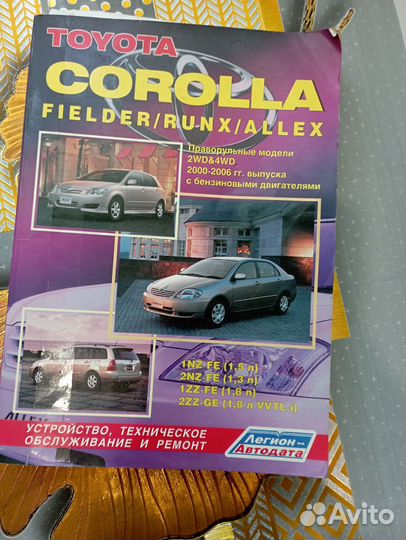 TOYOTA
COROLLA
FIELDER/RUNX/ALLEX
Праворульные модели
2WD&4WD
2000-2006 гг. выпуска
с бензиновыми двигателями
1NZ-FE (1,5 л)
2NZ-FE (1,3 л)
1ZZ-FE (1,8 л)
2ZZ-GE (1,8 л VVTL-i)
ALLEX
УСТРОЙСТВО, ТЕХНИЧЕСКОЕ
ОБСЛУЖИВАНИЕ И РЕМОНТ
Легион-
Автодата
Avito